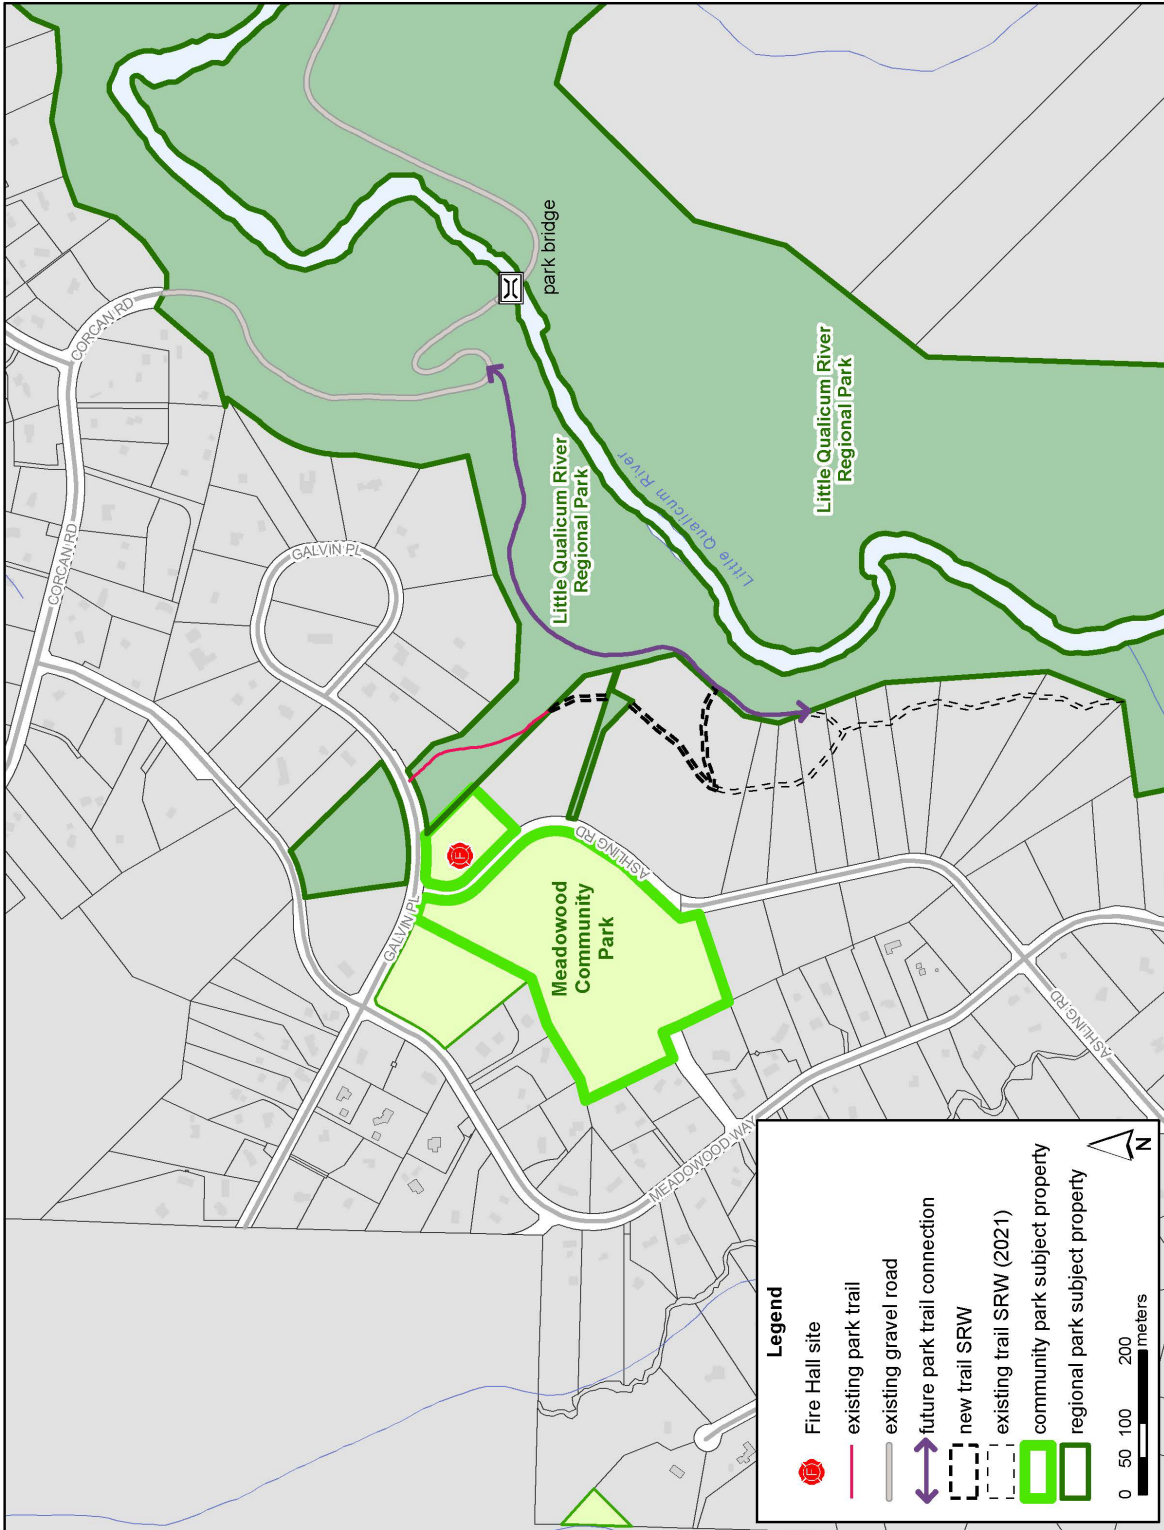 CORCAN RD
CORCAN RD
GALVIN PL
GALVIN PL
park bridge
Little Qualicum River
Regional Park
Little Qualicum River
Little Qualicum River
Regional Park
F
ASHLING RD
Meadowood
Community
Park
MEADOWOOD WAY
ASHLING RD
Legend
F
Fire Hall site
existing park trail
existing gravel road
future park trail connection
new trail SRW
existing trail SRW (2021)
community park subject property
regional park subject property
0 50 100 200
meters
N